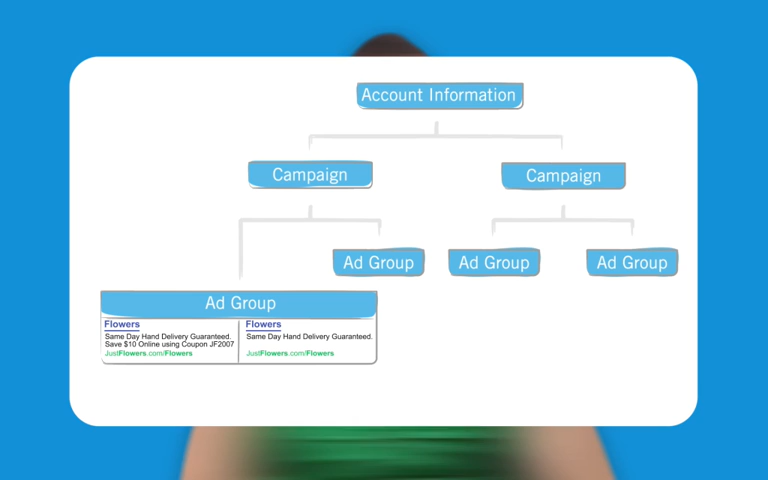 Account Information
Campaign
Campaign
Ad Group
Ad Group
Ad Group
Ad Group
Flowers
Same Day Hand Delivery Guaranteed.
Save $10 Online using Coupon JF2007
JustFlowers.com/Flowers
Flowers
Same Day Hand Delivery Guaranteed.
JustFlowers.com/Flowers